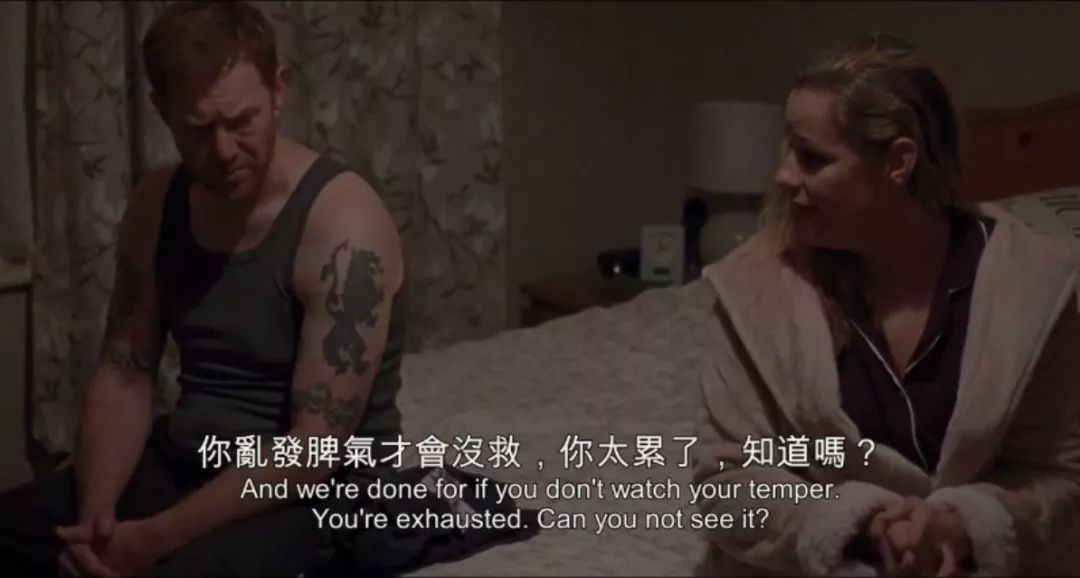 你亂發脾氣才會沒救，你太累了，知道嗎？
And we're done for if you don't watch your temper.
You're exhausted. Can you not see it?